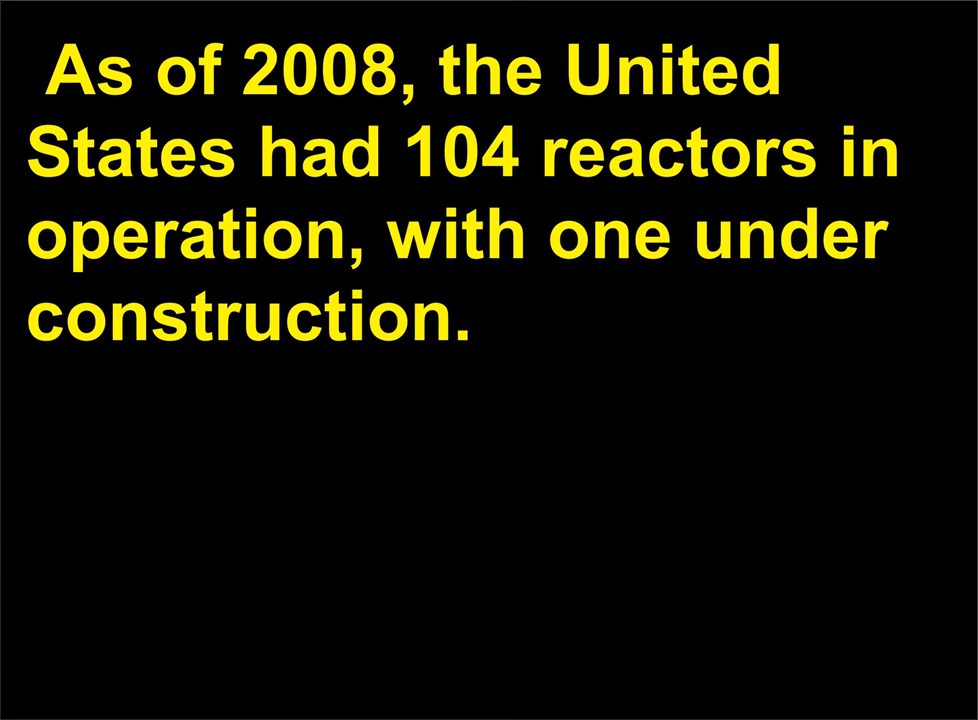 As of 2008, the United
States had 104 reactors in
operation, with one under
construction.